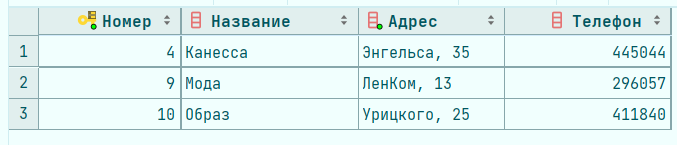 Номер Название Адрес Телефон
1 4 Канесса Энгельса, 35 445044
2 9 Мода ЛенКом, 13 296057
3 10 Образ Урицкого, 25 411840